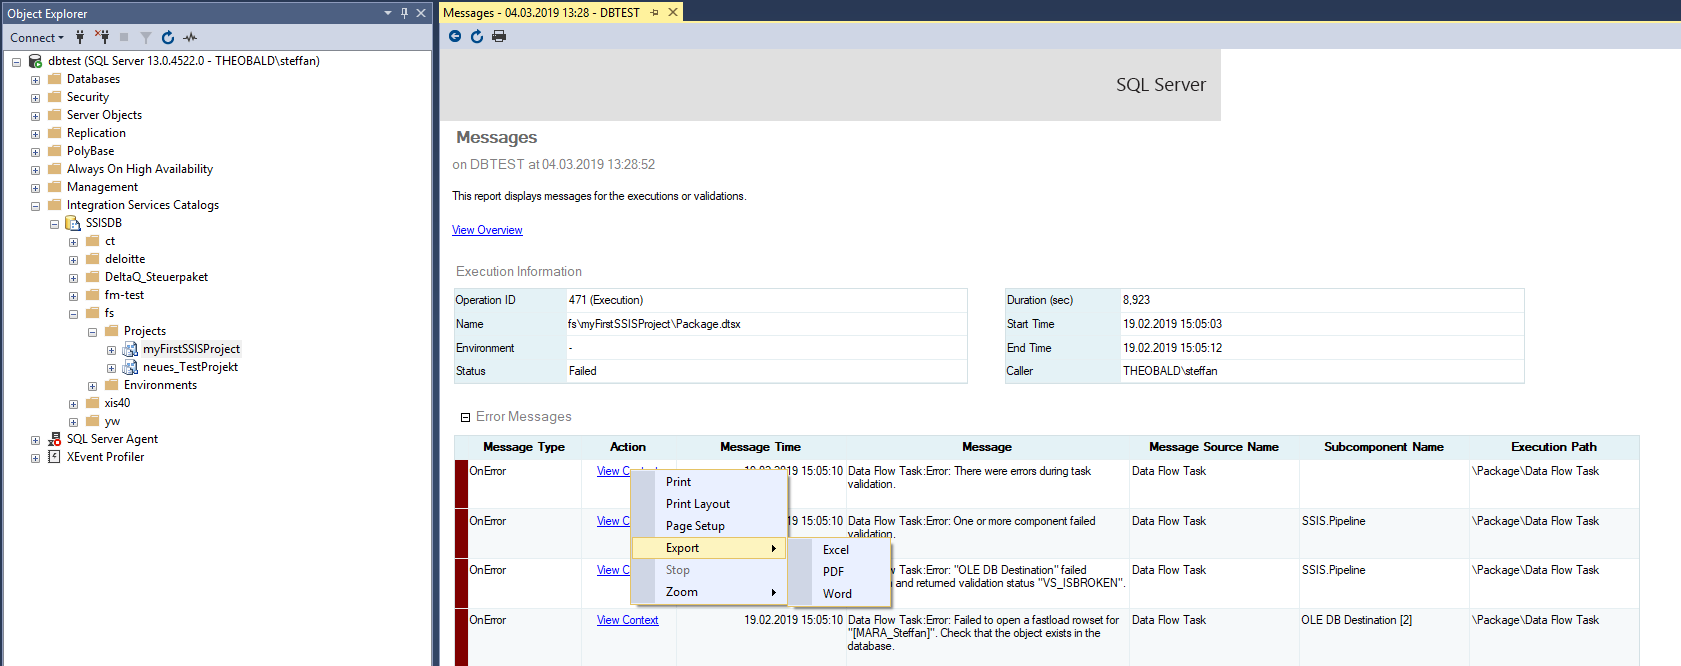 Object Explorer
Connect
dbtest (SQL Server 13.0.4522.0 - THEOBALD\steffan)
Databases
Security
Server Objects
Replication
PolyBase
Always On High Availability
Management
Integration Services Catalogs
SSISDB
ct
deloitte
DeltaQ_Steuerpaket
fm-test
fs
Projects
myFirstSSISProject
neues_TestProjekt
Environments
xis40
yw
SQL Server Agent
XEvent Profiler
Messages - 04.03.2019 13:28 - DBTEST
SQL Server
Messages
on DBTEST at 04.03.2019 13:28:52
This report displays messages for the executions or validations.
View Overview
Execution Information
Operation ID 471 (Execution)
Name fs\myFirstSSISProject\Package.dtsx
Environment -
Status Failed
Duration (sec) 8,923
Start Time 19.02.2019 15:05:03
End Time 19.02.2019 15:05:12
Caller THEOBALD\steffan
Error Messages
Message Type Action Message Time Message Message Source Name Subcomponent Name Execution Path
OnError View 19.02.2019 15:05:10 Data Flow Task:Error: There were errors during task Data Flow Task \Package\Data Flow Task
validation.
OnError View 19 15:05:10 Data Flow Task:Error: One or more component failed Data Flow Task SSIS.Pipeline \Package\Data Flow Task
validation.
OnError View Flow Task:Error: "OLE DB Destination" failed Data Flow Task SSIS.Pipeline \Package\Data Flow Task
and returned validation status "VS_ISBROKEN".
OnError View Context 19.02.2019 15:05:10 Data Flow Task:Error: Failed to open a fastload rowset for Data Flow Task OLE DB Destination [2] \Package\Data Flow Task
"[MARA_Steffan]". Check that the object exists in the
database.
Print
Print Layout
Page Setup
Export
Stop
Zoom
Excel
PDF
Word